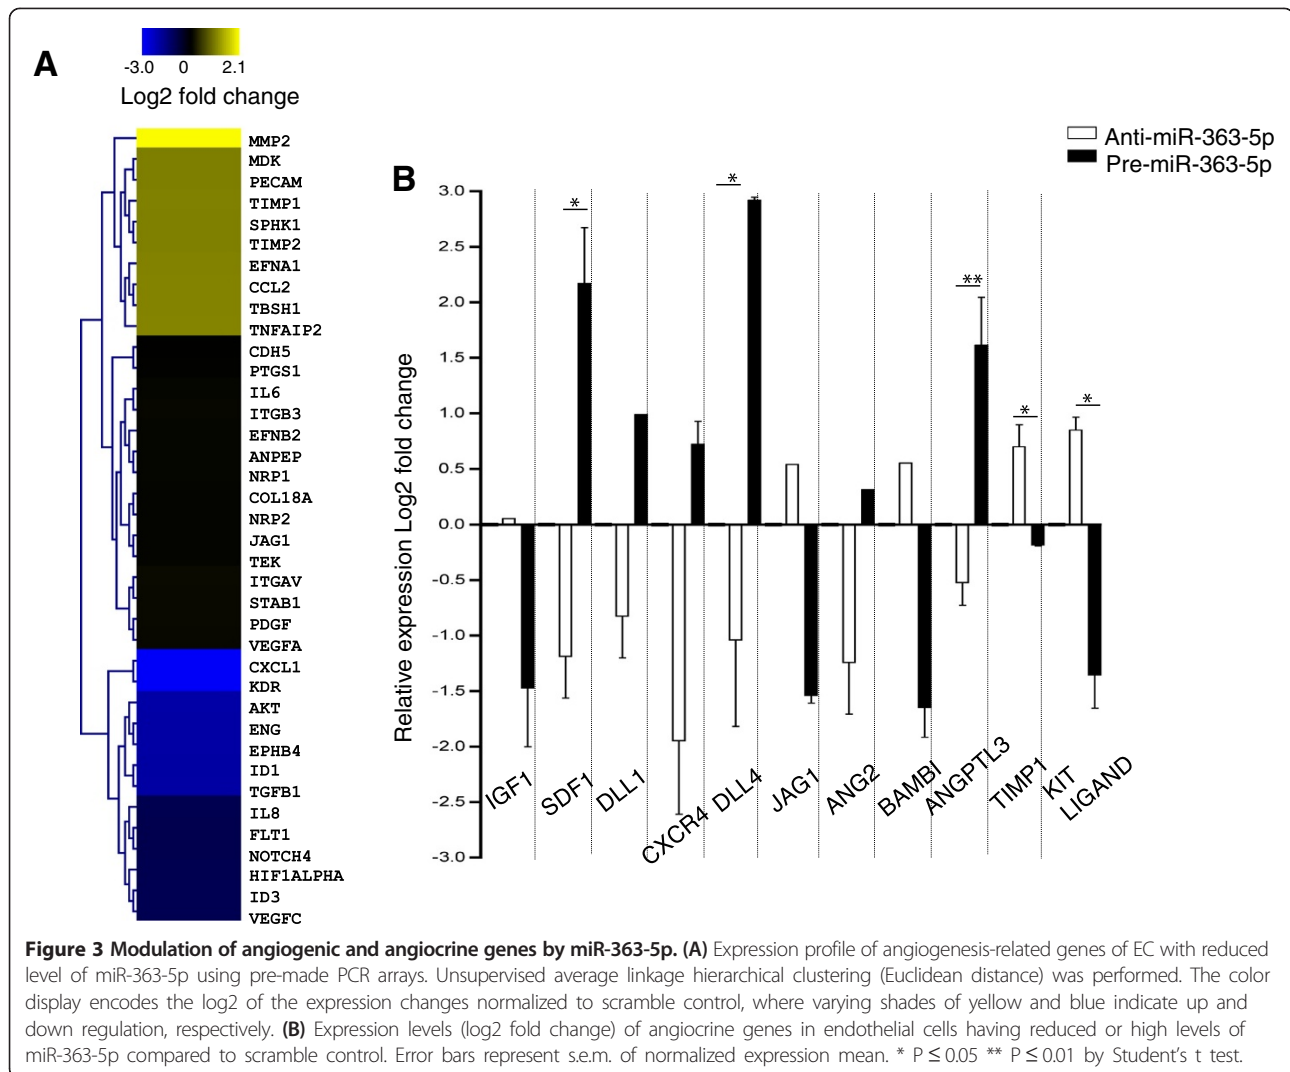 A
-3.0 0 2.1
Log2 fold change
MMP2
MDK
PECAM
TIMP1
SPHK1
TIMP2
EFNA1
CCL2
TBSH1
TNFAIP2
CDH5
PTGS1
IL6
ITGB3
EFNB2
ANPEP
NRP1
COL18A
NRP2
JAG1
TEK
ITGAV
STAB1
PDGF
VEGFA
CXCL1
KDR
AKT
ENG
EPHB4
ID1
TGFB1
IL8
FLT1
NOTCH4
HIF1ALPHA
ID3
VEGFC
B
Anti-miR-363-5p
Pre-miR-363-5p
Relative expression Log2 fold change
3.0
2.5
2.0
1.5
1.0
0.5
0.0
-0.5
-1.0
-1.5
-2.0
-2.5
-3.0
*
*
**
*
*
IGF1
SDF1
DLL1
CXCR4
DLL4
JAG1
ANG2
BAMBI
ANGPTL3
TIMP1
KIT
LIGAND
Figure 3 Modulation of angiogenic and angiocrine genes by miR-363-5p. (A) Expression profile of angiogenesis-related genes of EC with reduced
level of miR-363-5p using pre-made PCR arrays. Unsupervised average linkage hierarchical clustering (Euclidean distance) was performed. The color
display encodes the log2 of the expression changes normalized to scramble control, where varying shades of yellow and blue indicate up and
down regulation, respectively. (B) Expression levels (log2 fold change) of angiocrine genes in endothelial cells having reduced or high levels of
miR-363-5p compared to scramble control. Error bars represent s.e.m. of normalized expression mean. * P ≤ 0.05 ** P ≤ 0.01 by Student's t test.